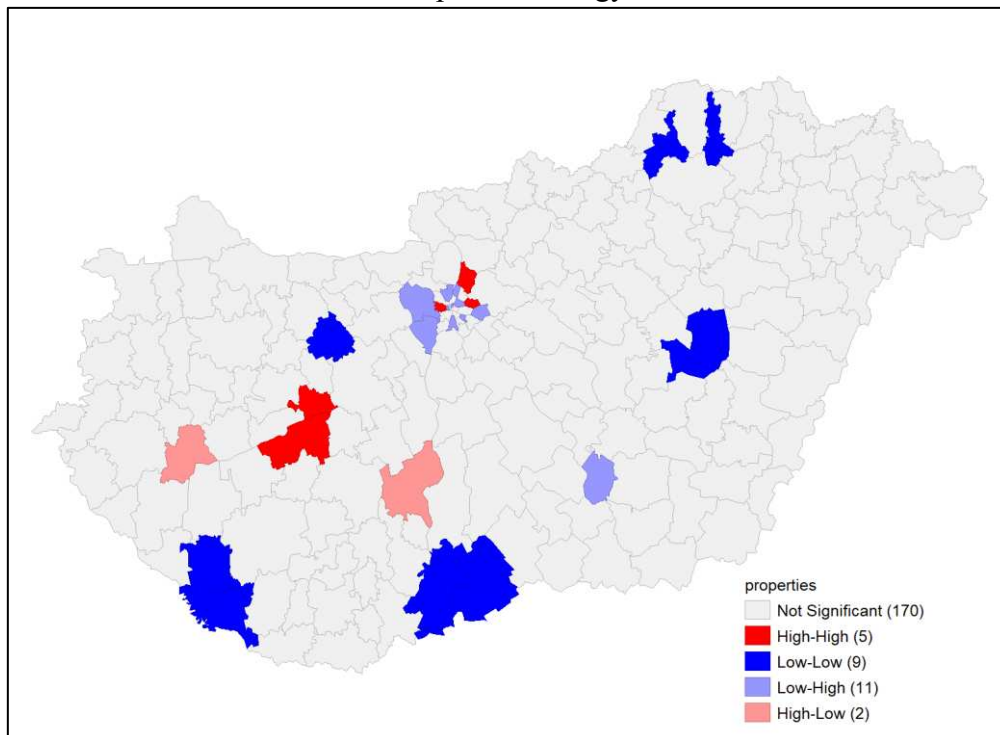 properties
Not Significant (170)
High-High (5)
Low-Low (9)
Low-High (11)
High-Low (2)